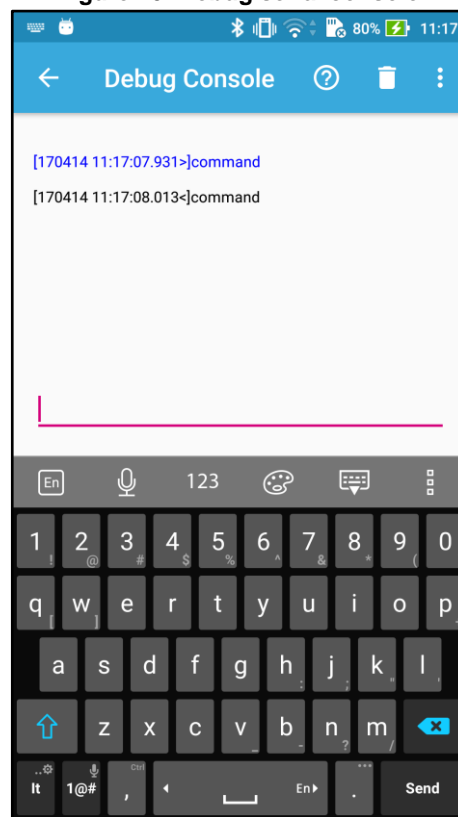 80% 11:17
Debug Console
[170414 11:17:07.931>]command
[170414 11:17:08.013<]command
En 123
1 2 3 4 5 6 7 8 9 0
! @ # $ % ^ & * (
q w e r t y u i o p
[ ]
a s d f g h j k l
: ; " '
z x c v b n m
_ - ? /
It 1@# , Ctrl En . Send